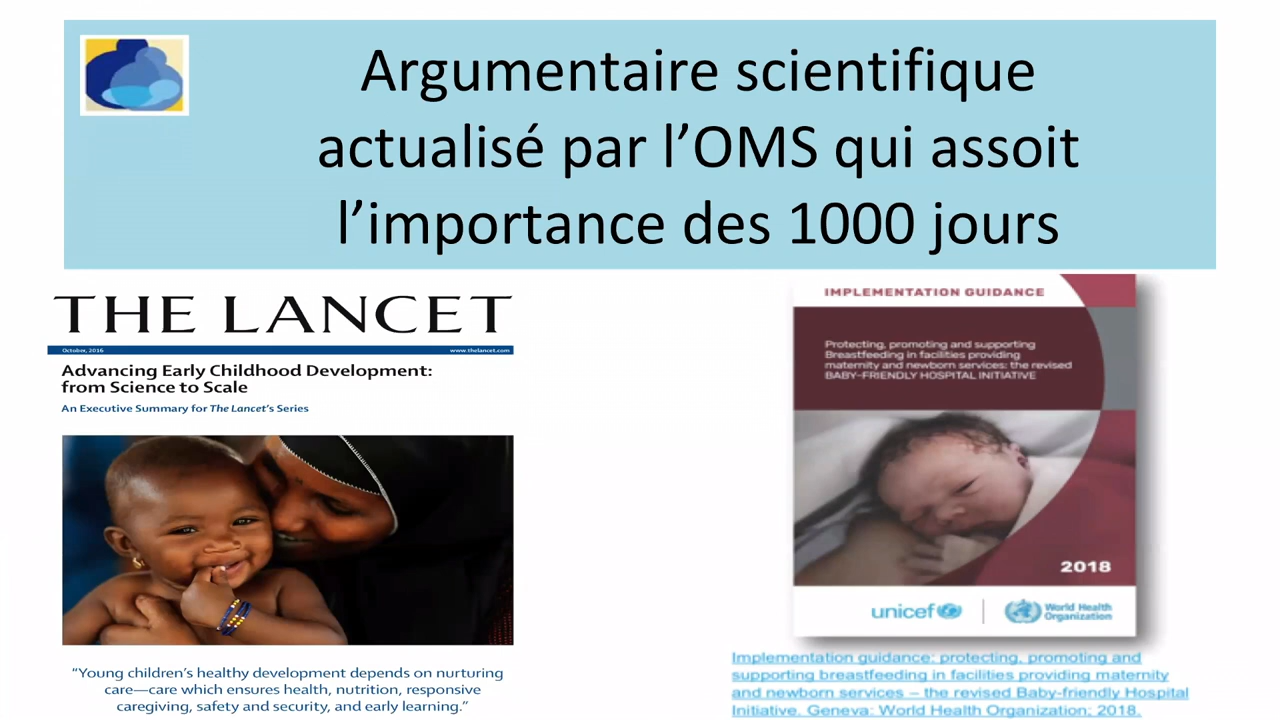 Argumentaire scientifique
actualisé par l’OMS qui assoit
l’importance des 1000 jours
THE LANCET
October, 2016 www.thelancet.com
Advancing Early Childhood Development:
from Science to Scale
An Executive Summary for The Lancet's Series
“Young children’s healthy development depends on nurturing
care—care which ensures health, nutrition, responsive
caregiving, safety and security, and early learning.”
IMPLEMENTATION GUIDANCE
Protecting, promoting and supporting
Breastfeeding in facilities providing
maternity and newborn services: the revised
BABY-FRIENDLY HOSPITAL INITIATIVE
2018
unicef
World Health
Organization
Implementation guidance: protecting, promoting and
supporting breastfeeding in facilities providing maternity
and newborn services – the revised Baby-friendly Hospital
Initiative. Geneva: World Health Organization; 2018.